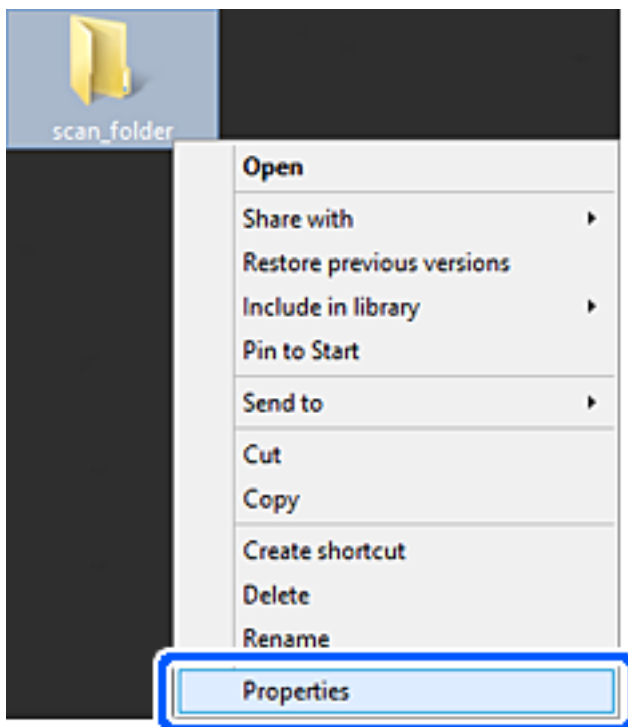 scan_folder
Open
Share with
Restore previous versions
Include in library
Pin to Start
Send to
Cut
Copy
Create shortcut
Delete
Rename
Properties